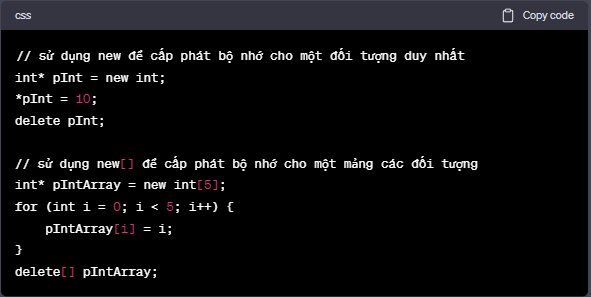 css
Copy code
// sử dụng new để cấp phát bộ nhớ cho một đối tượng duy nhất
int* pInt = new int;
*pInt = 10;
delete pInt;
// sử dụng new[] để cấp phát bộ nhớ cho một mảng các đối tượng
int* pIntArray = new int[5];
for (int i = 0; i < 5; i++) {
    pIntArray[i] = i;
}
delete[] pIntArray;